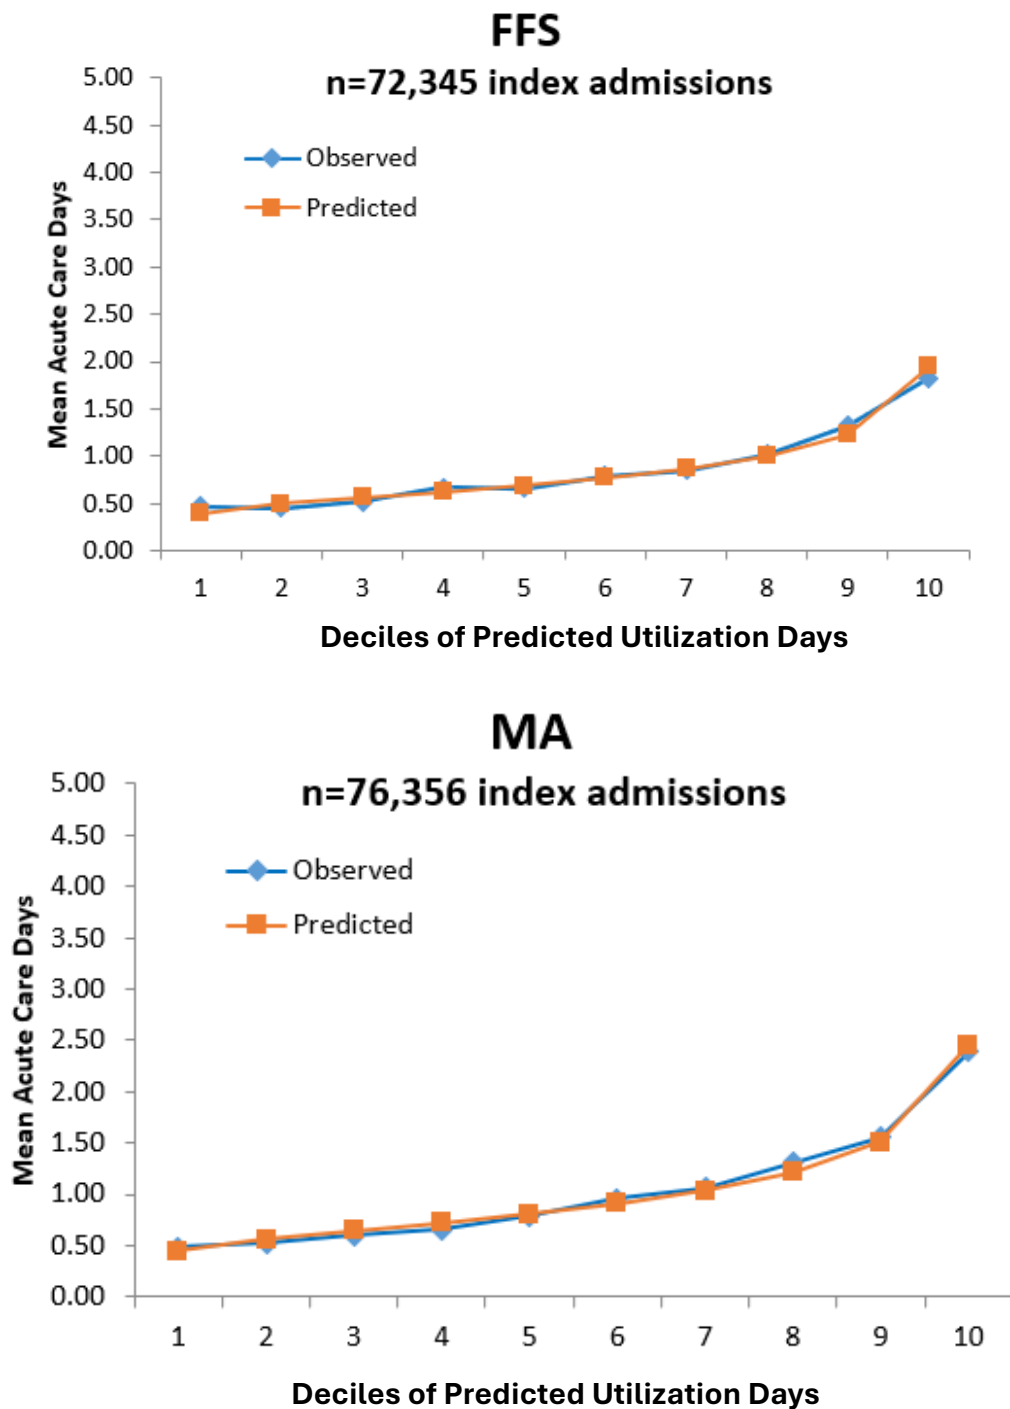 FFS
n=72,345 index admissions
5.00
4.50
4.00
3.50
3.00
2.50
2.00
1.50
1.00
0.50
0.00
Mean Acute Care Days
Observed
Predicted
1 2 3 4 5 6 7 8 9 10
Deciles of Predicted Utilization Days
MA
n=76,356 index admissions
5.00
4.50
4.00
3.50
3.00
2.50
2.00
1.50
1.00
0.50
0.00
Mean Acute Care Days
Observed
Predicted
1 2 3 4 5 6 7 8 9 10
Deciles of Predicted Utilization Days